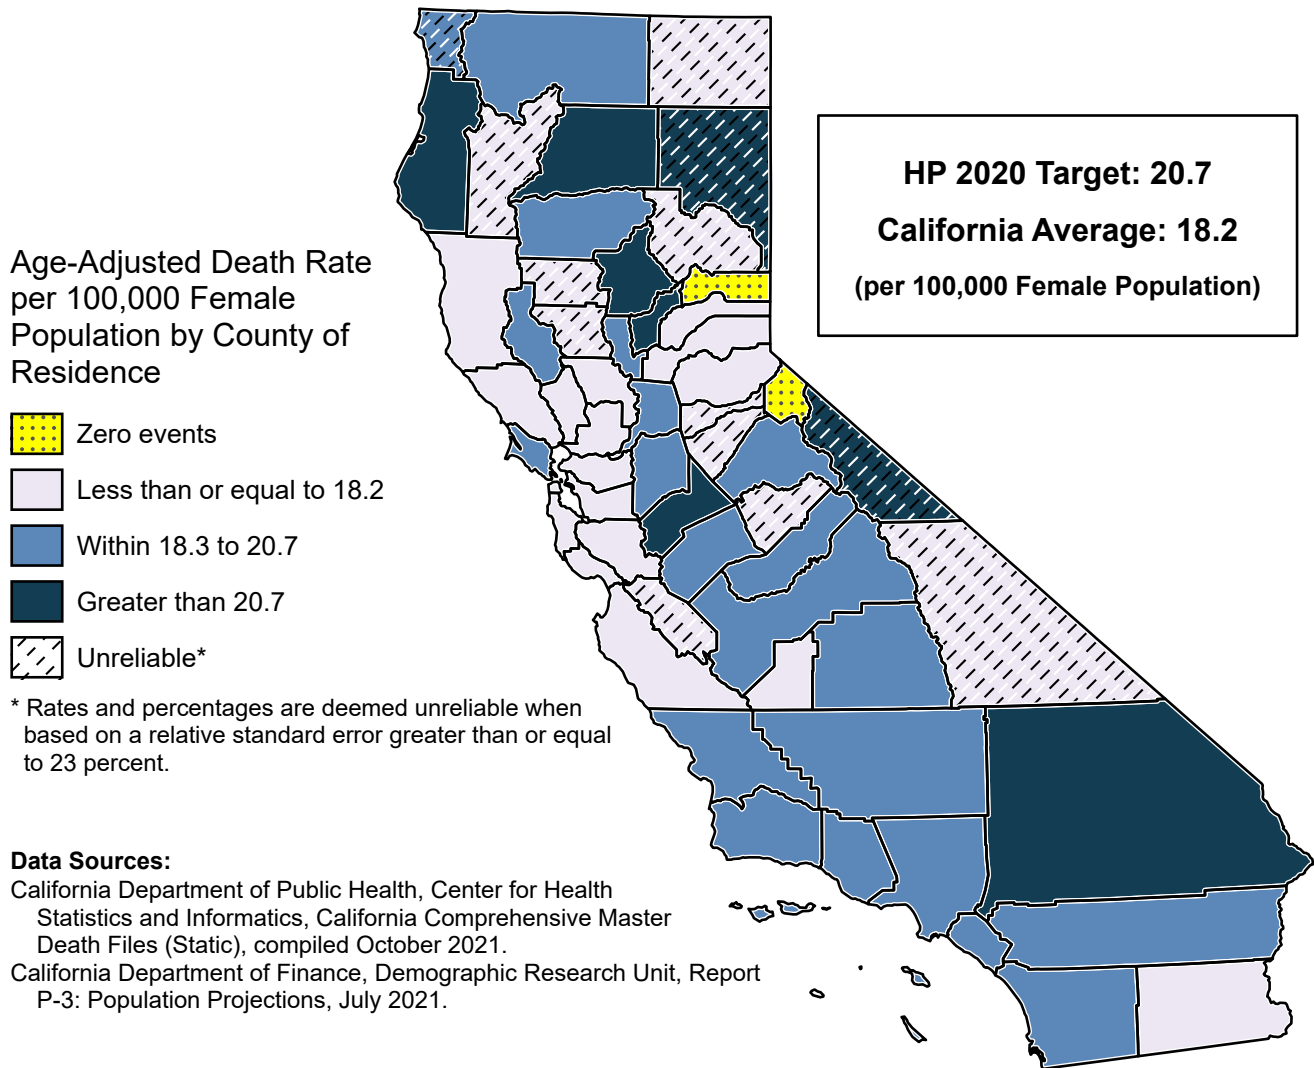 HP 2020 Target: 20.7
California Average: 18.2
(per 100,000 Female Population)
Age-Adjusted Death Rate
per 100,000 Female
Population by County of
Residence
Zero events
Less than or equal to 18.2
Within 18.3 to 20.7
Greater than 20.7
Unreliable*
* Rates and percentages are deemed unreliable when
based on a relative standard error greater than or equal
to 23 percent.
Data Sources:
California Department of Public Health, Center for Health
Statistics and Informatics, California Comprehensive Master
Death Files (Static), compiled October 2021.
California Department of Finance, Demographic Research Unit, Report
P-3: Population Projections, July 2021.